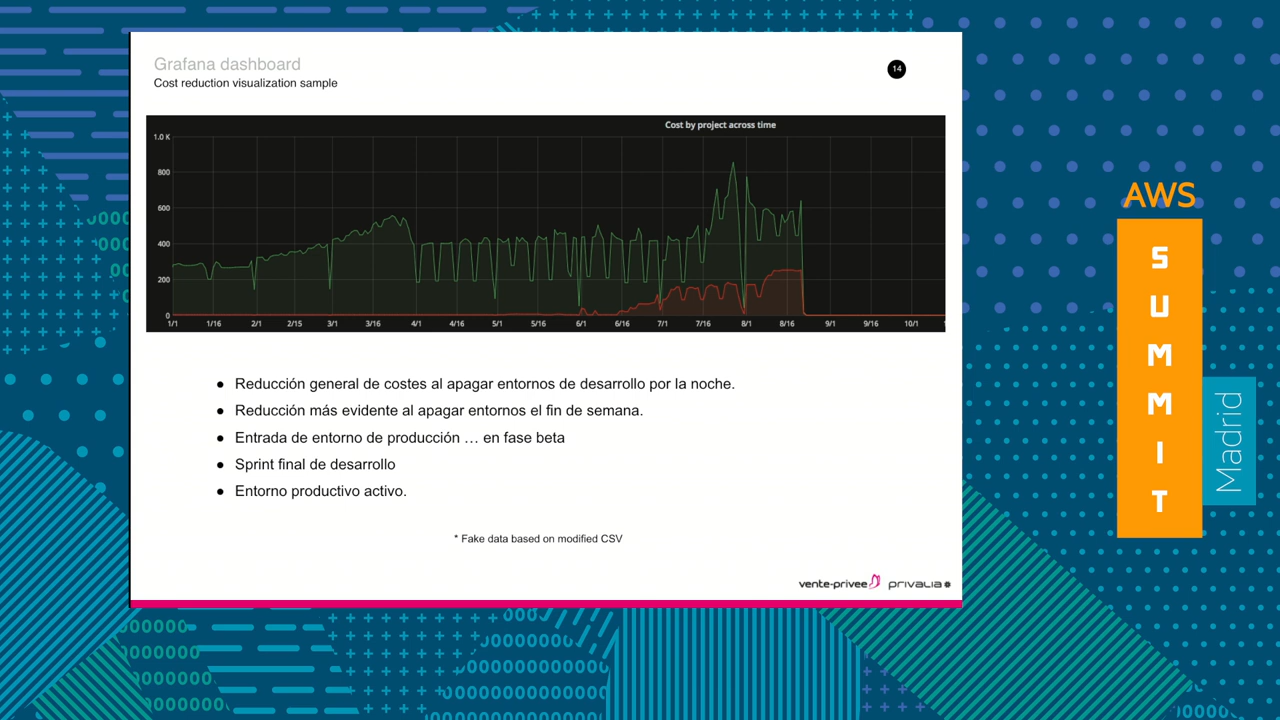 Grafana dashboard
Cost reduction visualization sample
14
Cost by project across time
1.0 K
800
600
400
200
0
1/1 1/16 2/1 2/15 3/1 3/16 4/1 4/16 5/1 5/16 6/1 6/16 7/1 7/16 8/1 8/16 9/1 9/16 10/1
● Reducción general de costes al apagar entornos de desarrollo por la noche.
● Reducción más evidente al apagar entornos el fin de semana.
● Entrada de entorno de producción … en fase beta
● Sprint final de desarrollo
● Entorno productivo activo.
* Fake data based on modified CSV
vente-privee privalia
AWS
SUMMIT
Madrid